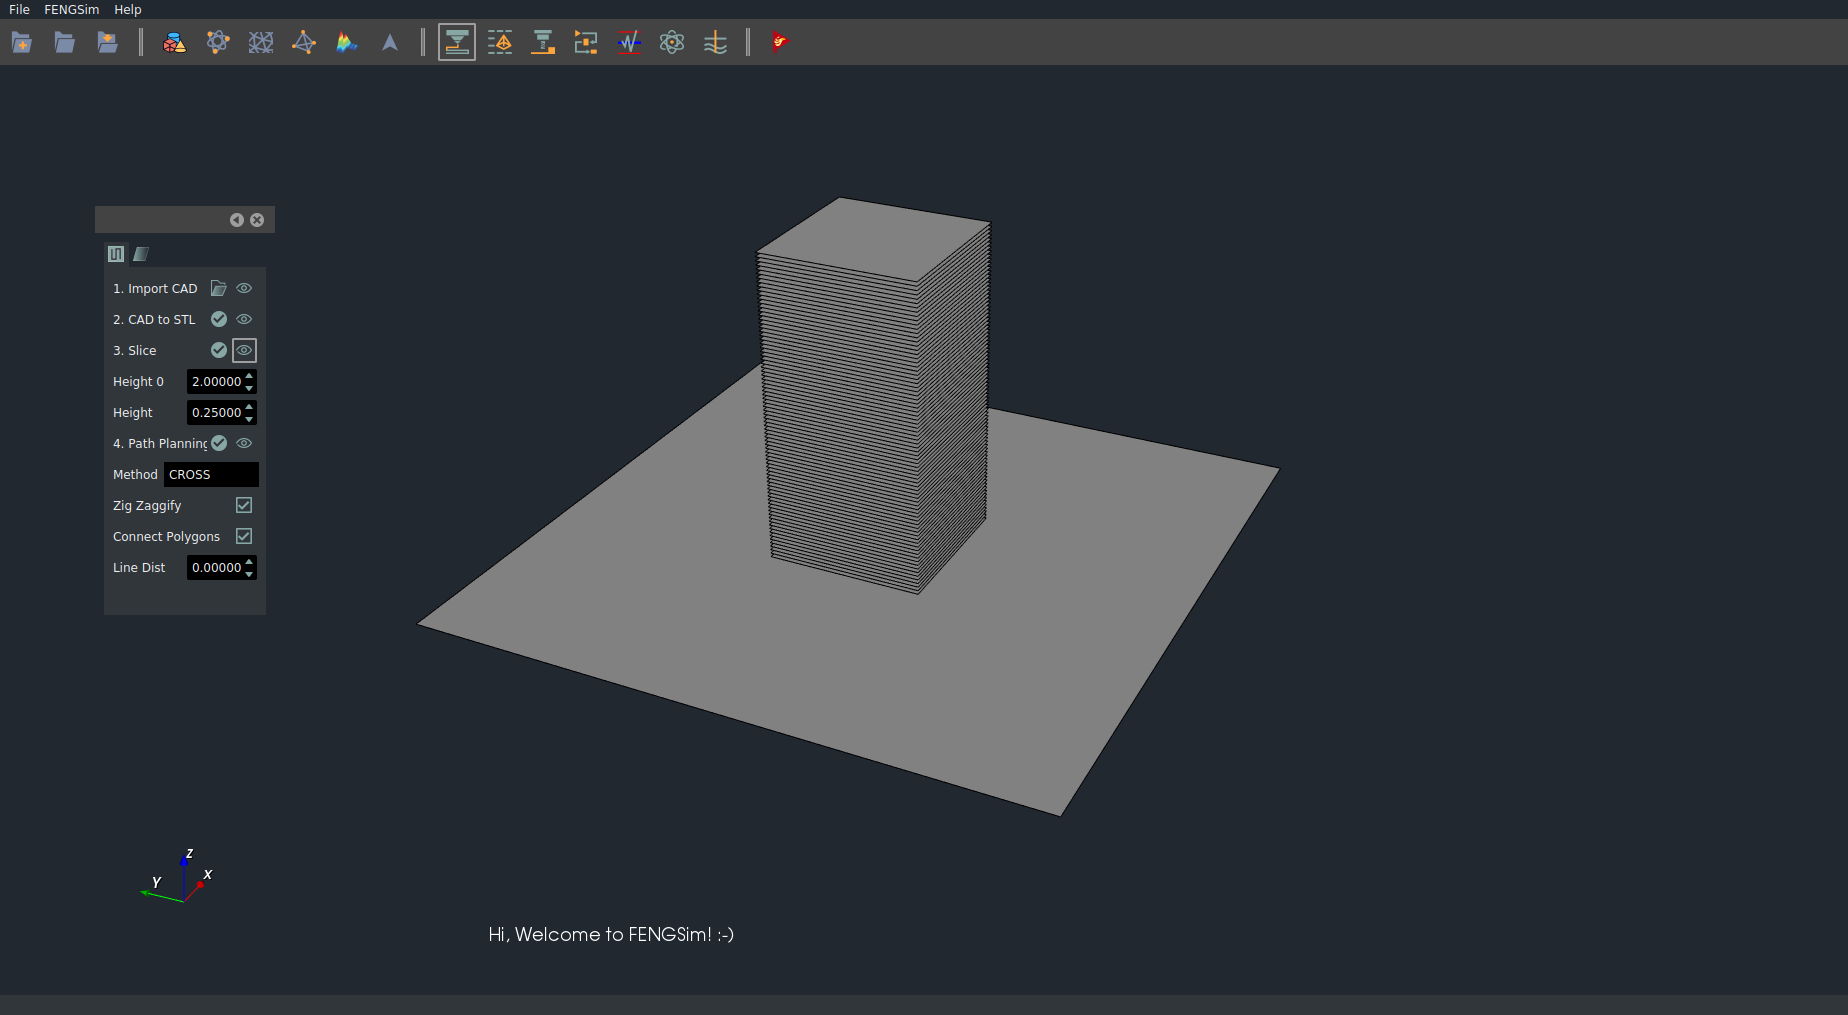 File FENGSim Help
1. Import CAD
2. CAD to STL
3. Slice
Height 0 2.00000
Height 0.25000
4. Path Planning
Method CROSS
Zig Zaggify
Connect Polygons
Line Dist 0.00000
Z
X
Y
Hi, Welcome to FENGSim! :-)